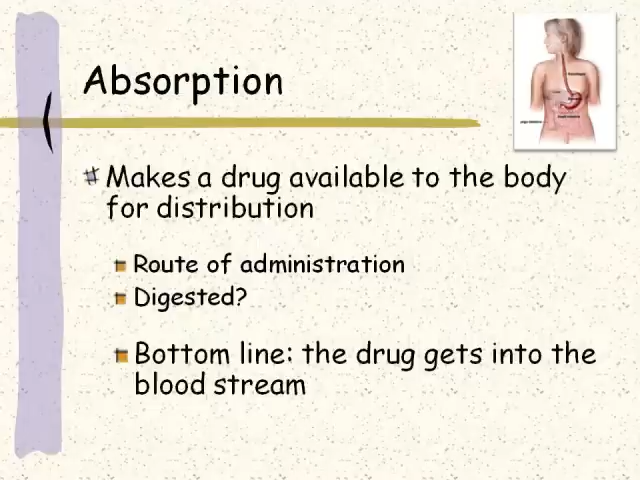 Absorption
Makes a drug available to the body
for distribution
Route of administration
Digested?
Bottom line: the drug gets into the
blood stream